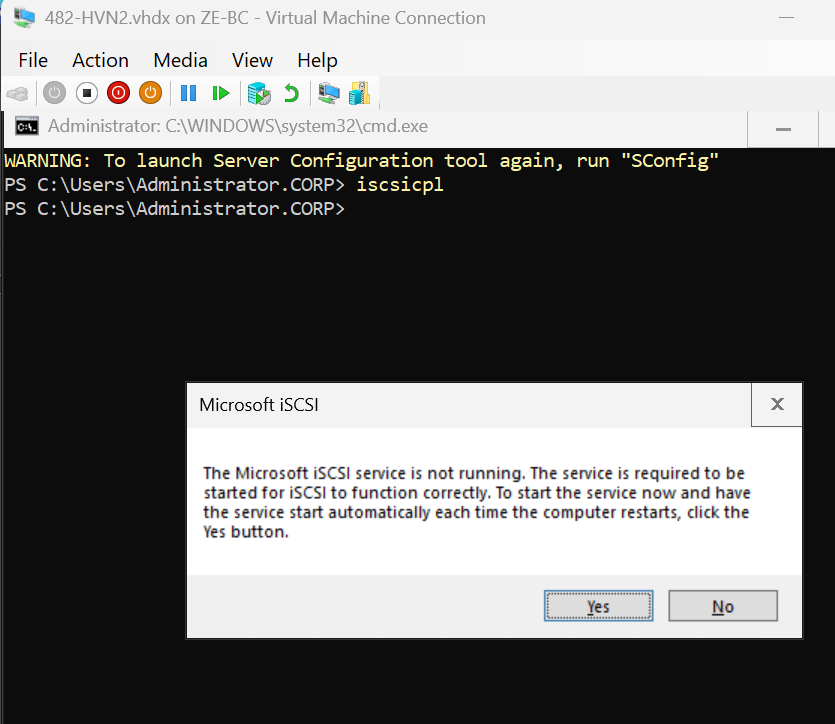 482-HVN2.vhdx on ZE-BC - Virtual Machine Connection
File Action Media View Help
Administrator: C:\WINDOWS\system32\cmd.exe
WARNING: To launch Server Configuration tool again, run "SConfig"
PS C:\Users\Administrator.CORP> iscsicpl
PS C:\Users\Administrator.CORP>
Microsoft iSCSI
The Microsoft iSCSI service is not running. The service is required to be
started for iSCSI to function correctly. To start the service now and have
the service start automatically each time the computer restarts, click the
Yes button.
Yes No